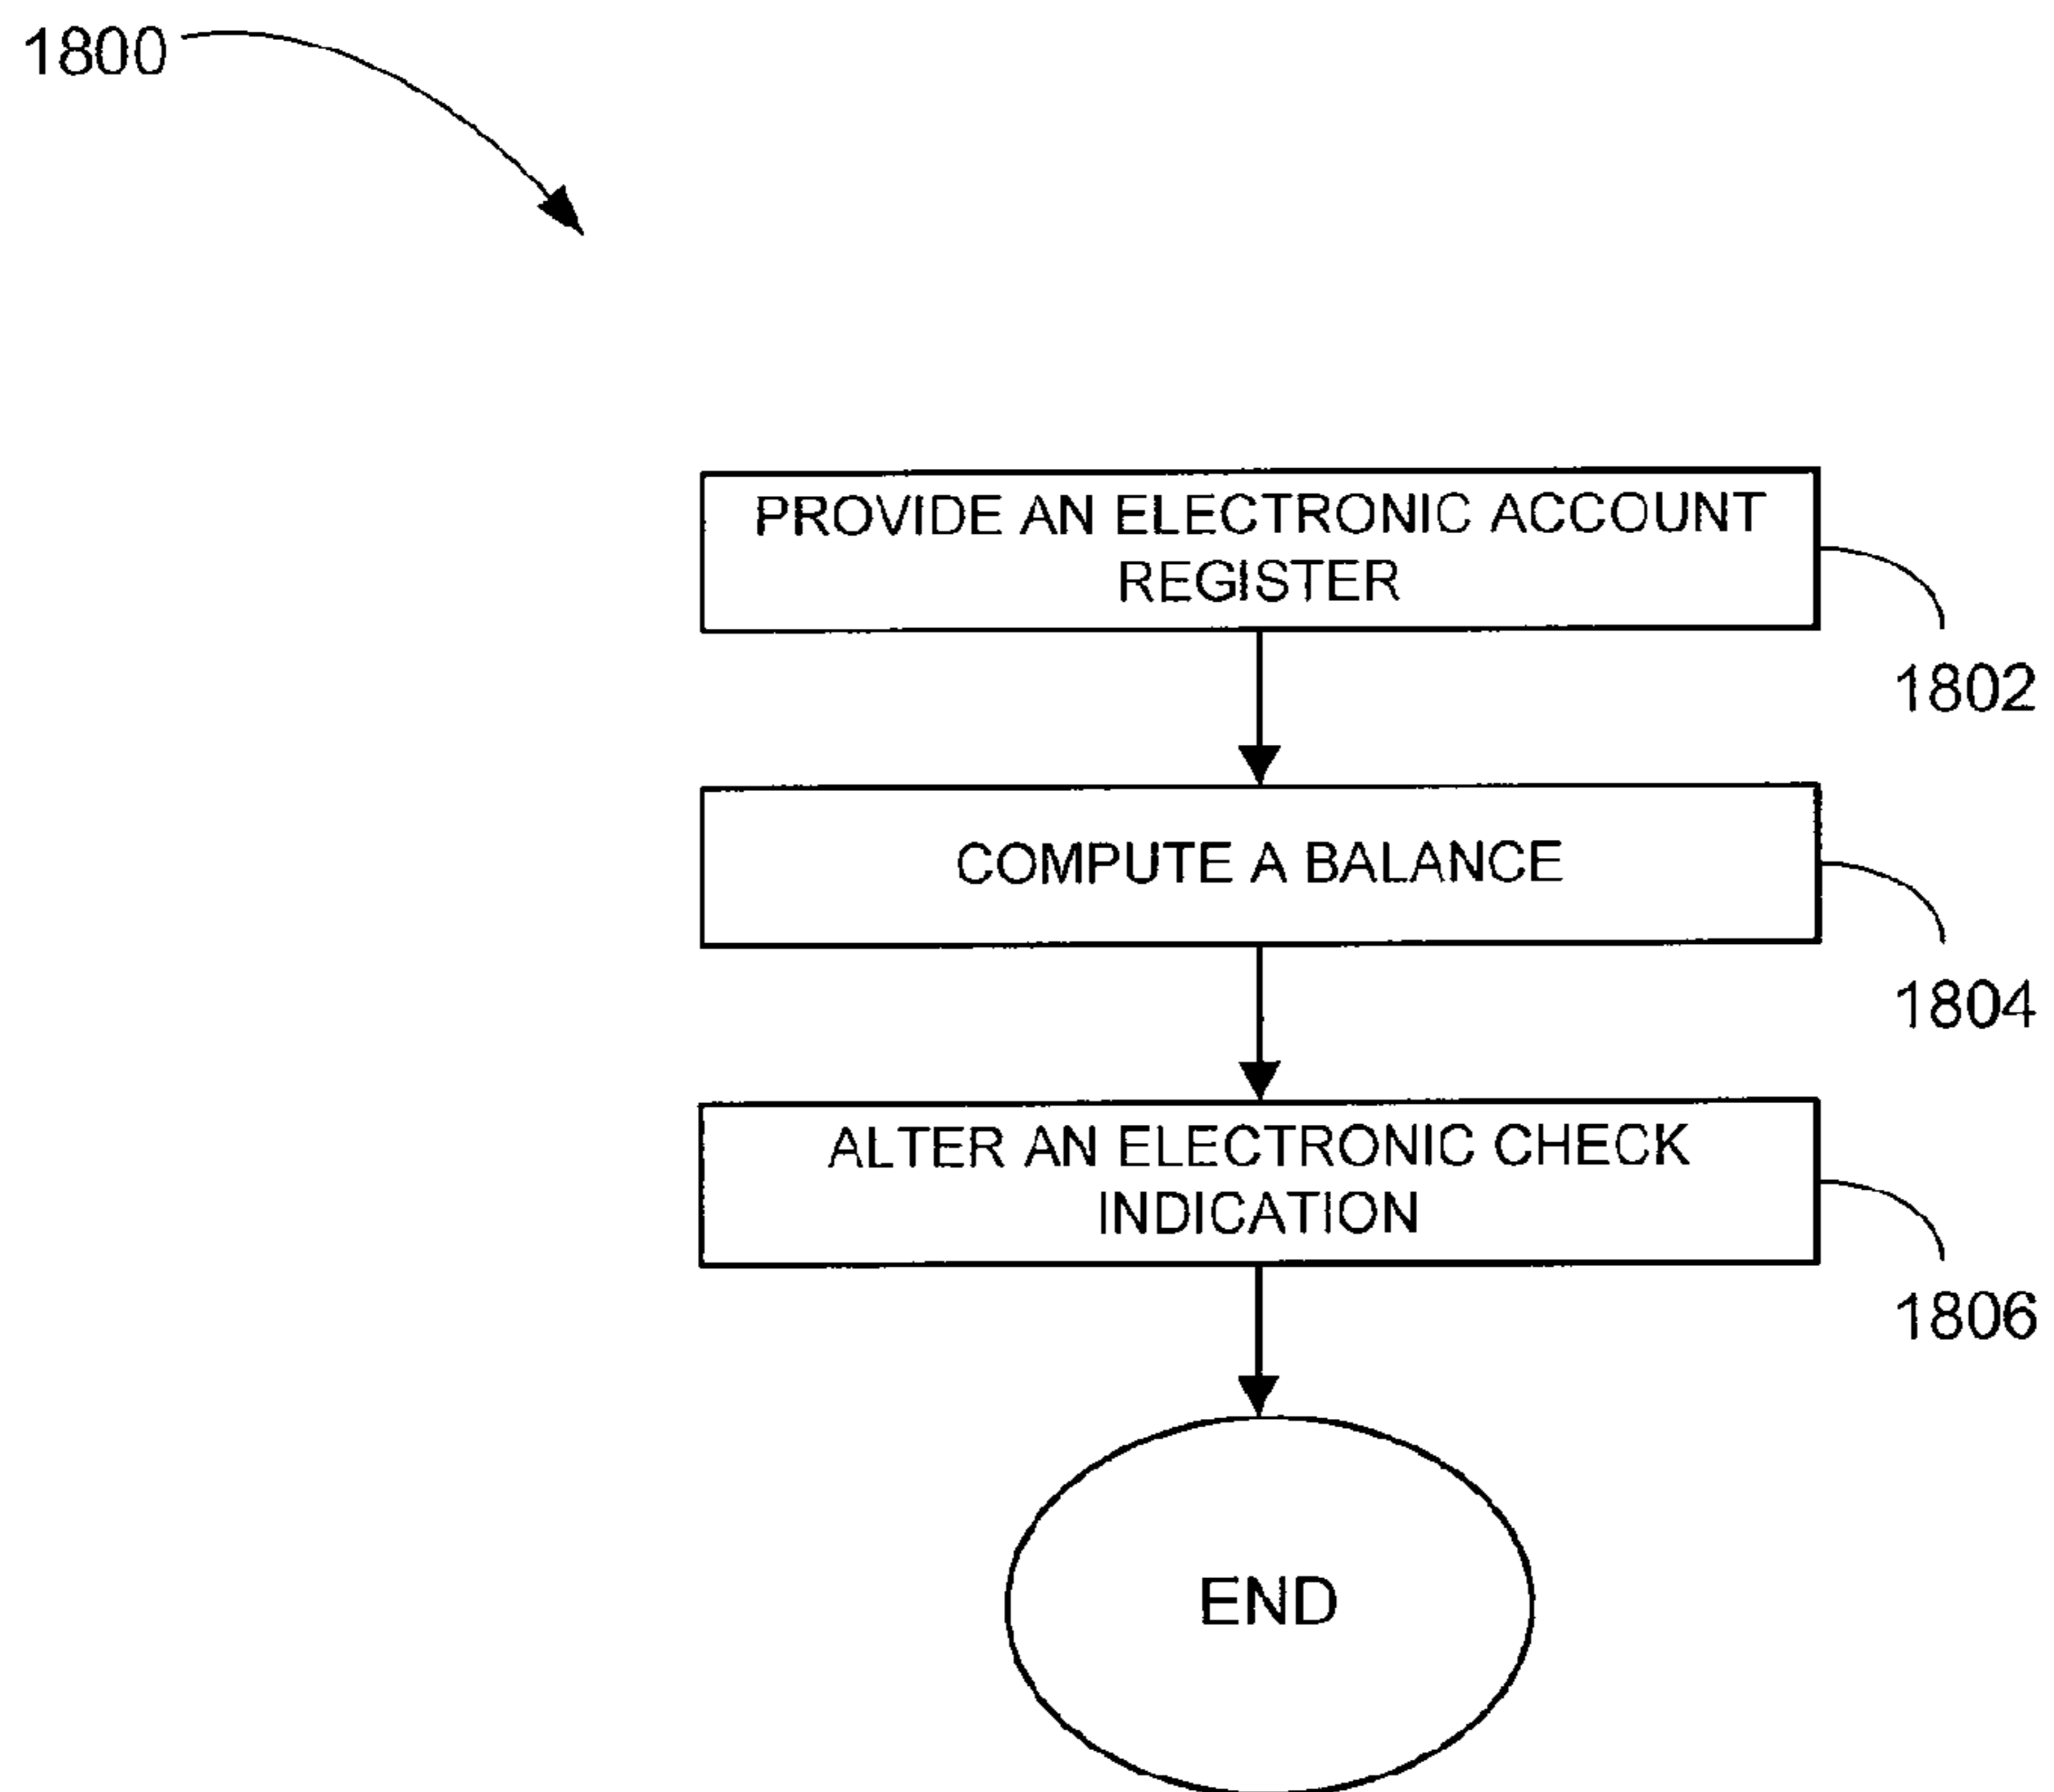 1800
PROVIDE AN ELECTRONIC ACCOUNT
REGISTER
1802
COMPUTE A BALANCE
1804
ALTER AN ELECTRONIC CHECK
INDICATION
1806
END